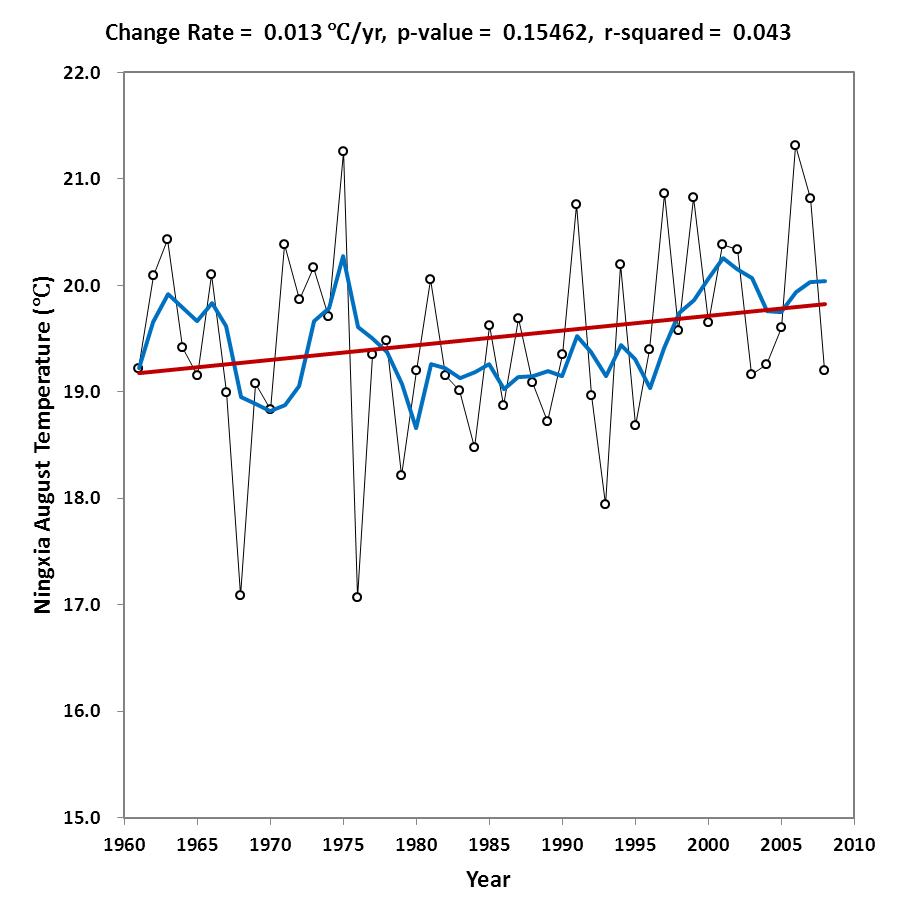 Change Rate = 0.013 ℃/yr, p-value = 0.15462, r-squared = 0.043
22.0
21.0
20.0
19.0
18.0
17.0
16.0
15.0
Ningxia August Temperature (℃)
1960 1965 1970 1975 1980 1985 1990 1995 2000 2005 2010
Year